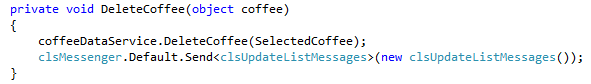 private void DeleteCoffee(object coffee)
{
    coffeeDataService.DeleteCoffee(SelectedCoffee);
    clsMessenger.Default.Send<clsUpdateListMessages>(new clsUpdateListMessages());
}